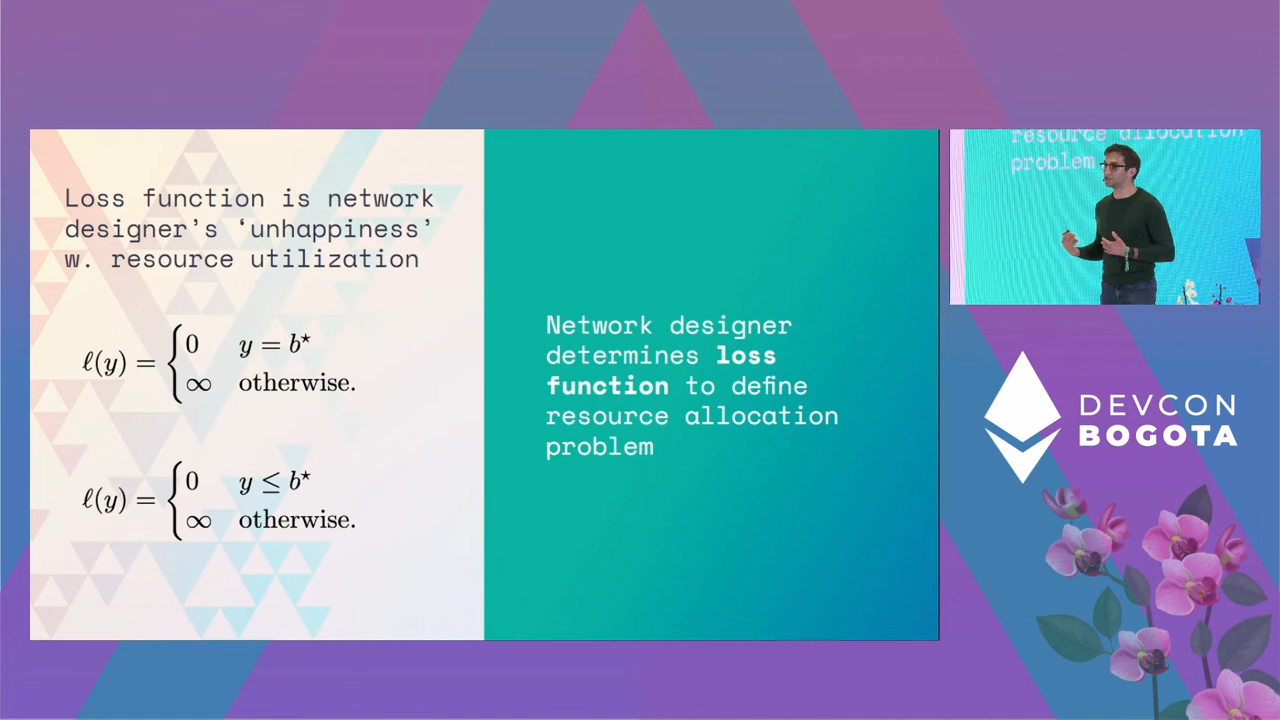 Loss function is network
designer's ‘unhappiness’
w. resource utilization
ℓ(y) = { 0 y = b⋆
∞ otherwise.
ℓ(y) = { 0 y ≤ b⋆
∞ otherwise.
Network designer
determines loss
function to define
resource allocation
problem
resource allocation
problem
DEVCON
BOGOTA